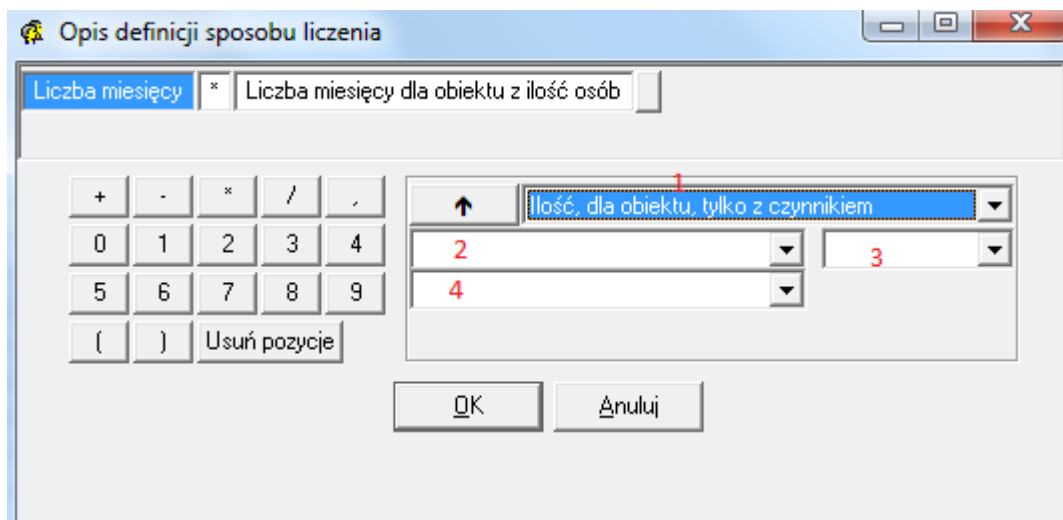 Opis definicji sposobu liczenia
Liczba miesięcy * Liczba miesięcy dla obiektu z ilość osób
+ - * / ,
1
Ilość, dla obiektu, tylko z czynnikiem
0 1 2 3 4
2 3
5 6 7 8 9
4
( ) Usuń pozycje
OK Anuluj